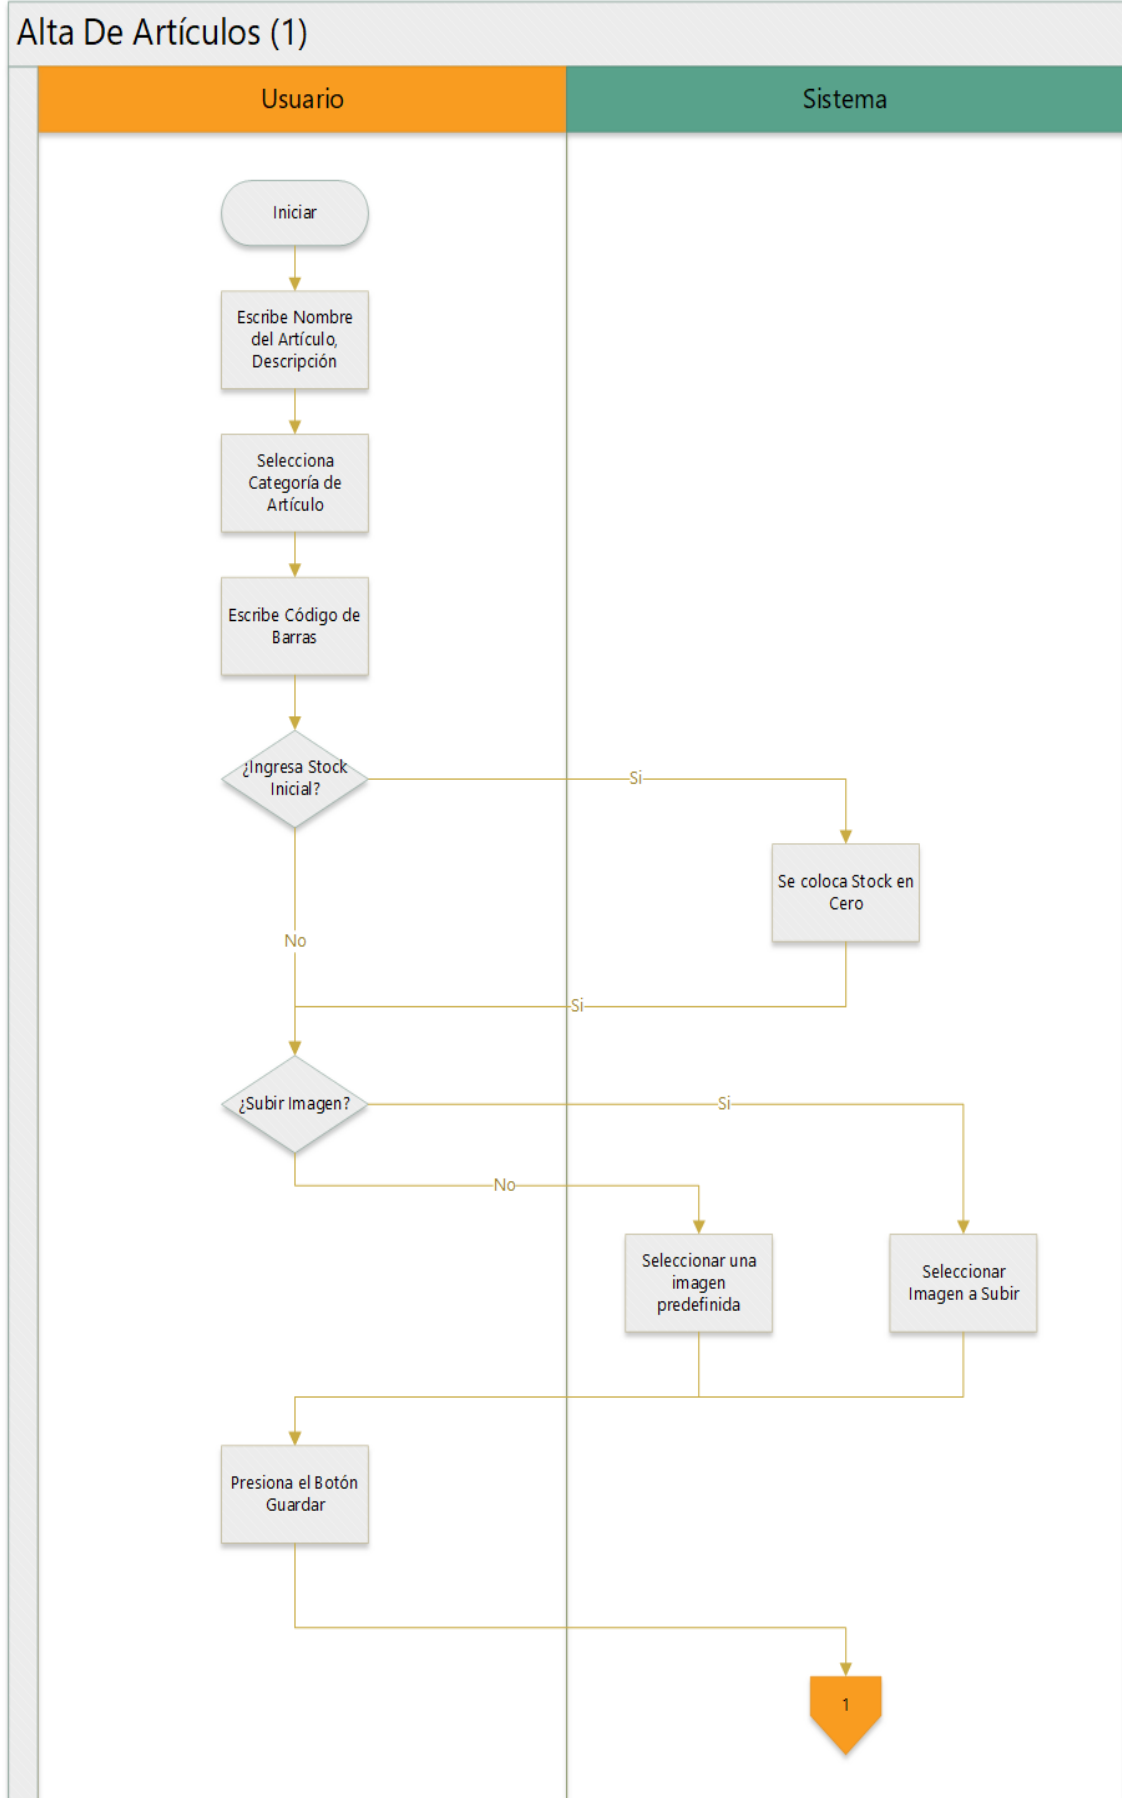 Alta De Artículos (1)
Usuario
Sistema
Iniciar
Escribe Nombre
del Artículo,
Descripción
Selecciona
Categoría de
Artículo
Escribe Código de
Barras
¿Ingresa Stock
Inicial?
Si
Se coloca Stock en
Cero
No
Si
¿Subir Imagen?
Si
No
Seleccionar una
imagen
predefinida
Seleccionar
Imagen a Subir
Presiona el Botón
Guardar
1